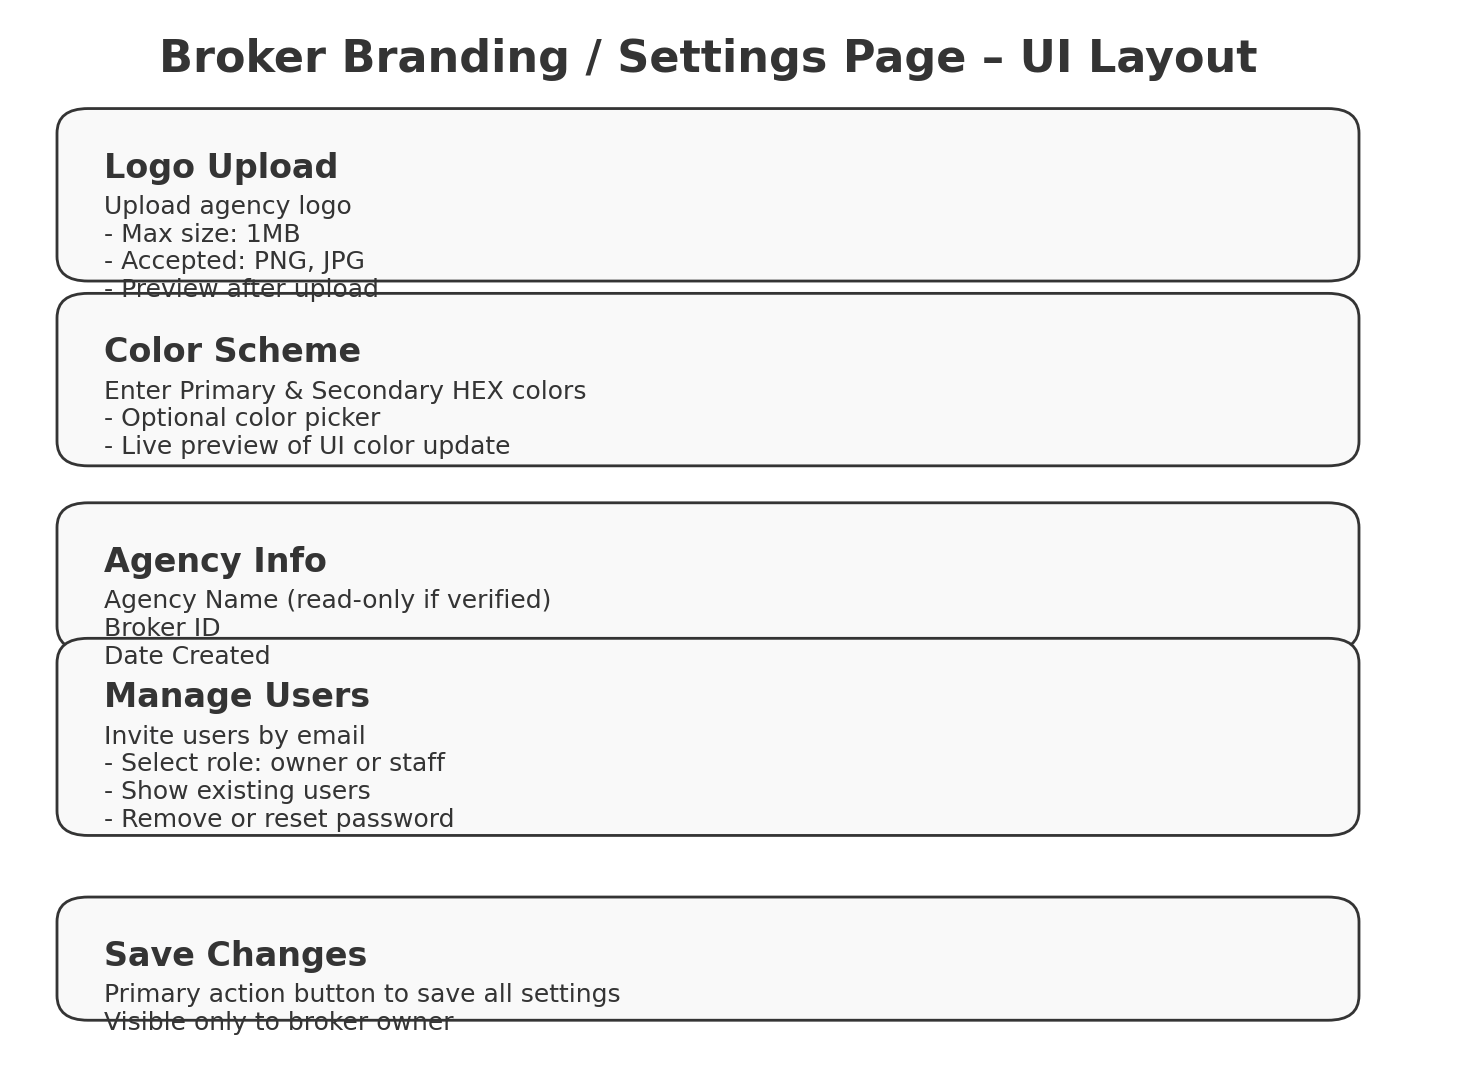 Broker Branding / Settings Page – UI Layout
Logo Upload
Upload agency logo
- Max size: 1MB
- Accepted: PNG, JPG
- Preview after upload
Color Scheme
Enter Primary & Secondary HEX colors
- Optional color picker
- Live preview of UI color update
Agency Info
Agency Name (read-only if verified)
Broker ID
Date Created
Manage Users
Invite users by email
- Select role: owner or staff
- Show existing users
- Remove or reset password
Save Changes
Primary action button to save all settings
Visible only to broker owner